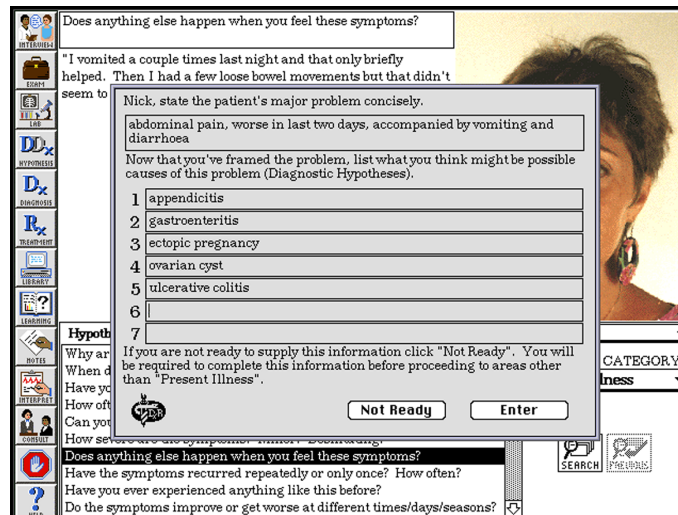 INTERVIEW
EXAM
LAB
HYPOTHESIS
DIAGNOSIS
TREATMENT
LIBRARY
LEARNING
NOTES
INTERPRET
CONSULT
HELP
Does anything else happen when you feel these symptoms?
"I vomited a couple times last night and that only briefly
helped. Then I had a few loose bowel movements but that didn't
seem to
Nick, state the patient's major problem concisely.
abdominal pain, worse in last two days, accompanied by vomiting and
diarrhoea
Now that you've framed the problem, list what you think might be possible
causes of this problem (Diagnostic Hypotheses).
1 appendicitis
2 gastroenteritis
3 ectopic pregnancy
4 ovarian cyst
5 ulcerative colitis
6
7
If you are not ready to supply this information click "Not Ready". You will
be required to complete this information before proceeding to areas other
than "Present Illness".
Not Ready
Enter
Hypoth
Why ar
When d
Have yo
How oft
Can you
How severe are the symptoms? Minor? Debilitating?
Does anything else happen when you feel these symptoms?
Have the symptoms recurred repeatedly or only once? How often?
Have you ever experienced anything like this before?
Do the symptoms improve or get worse at different times/days/seasons?
CATEGORY
lness
SEARCH
PREVIOUS